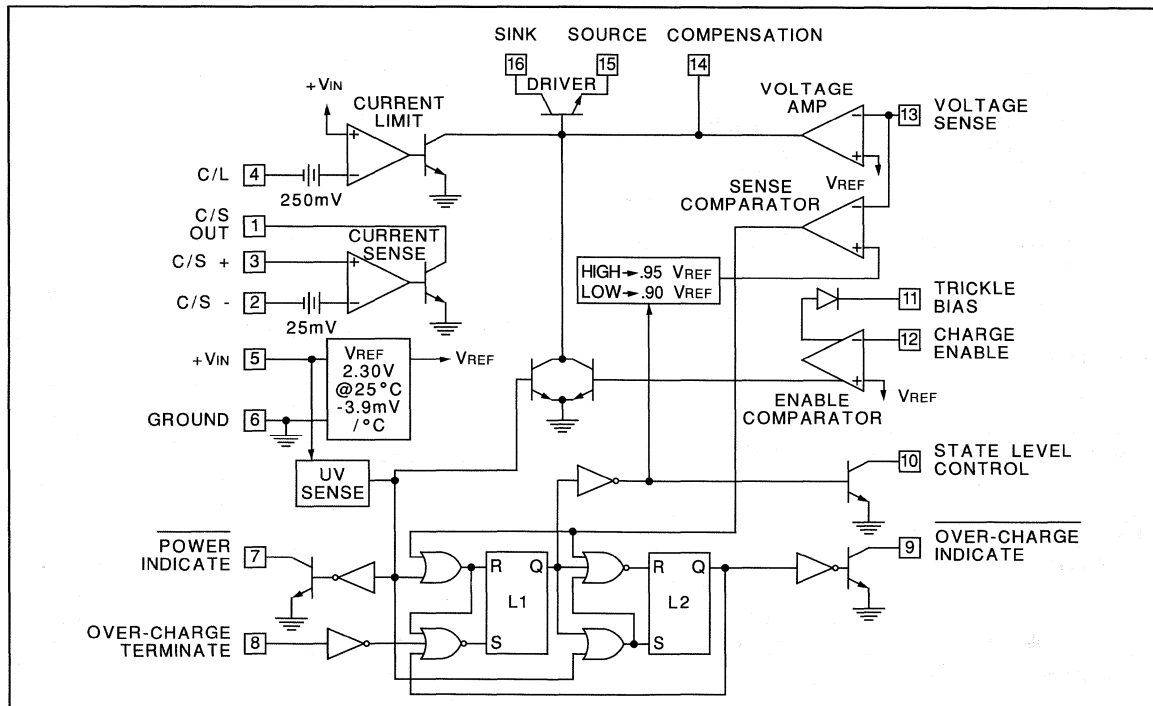 SINK SOURCE COMPENSATION
16 15 14
DRIVER
+VIN
CURRENT
LIMIT
+
−
C/L 4
250mV
VOLTAGE
AMP
−
+
13 VOLTAGE
SENSE
VREF
C/S
OUT 1
CURRENT
SENSE
C/S + 3
+
C/S - 2
−
25mV
SENSE
COMPARATOR
−
+
HIGH→.95 VREF
LOW→.90 VREF
11 TRICKLE
BIAS
12 CHARGE
ENABLE
−
+
VREF
ENABLE
COMPARATOR
+VIN 5
VREF
2.30V
@25°C
-3.9mV
/°C
VREF
GROUND 6
UV
SENSE
10 STATE LEVEL
CONTROL
POWER
INDICATE 7
R Q
L1
S
R Q
L2
S
9 OVER-CHARGE
INDICATE
OVER-CHARGE
TERMINATE 8